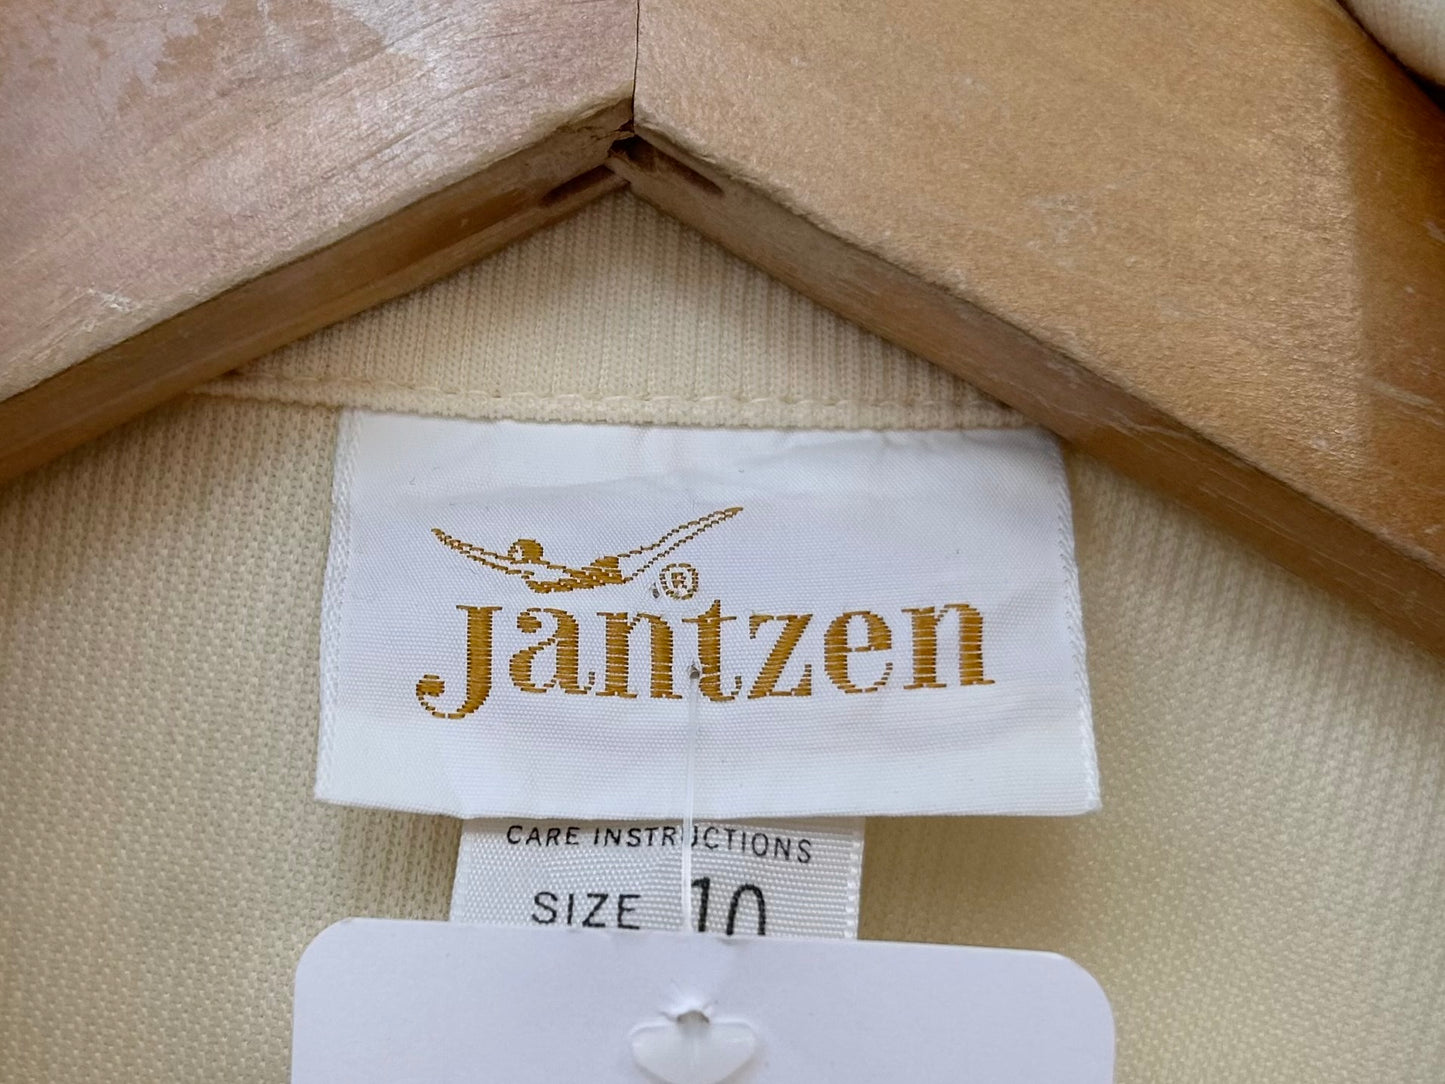 ®
Jantzen
CARE INSTRUCTIONS
SIZE 10